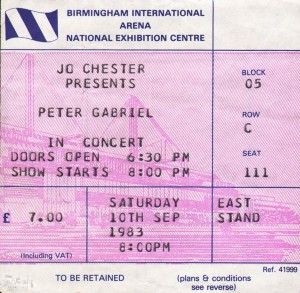 BIRMINGHAM INTERNATIONAL
ARENA
NATIONAL EXHIBITION CENTRE
JO CHESTER
PRESENTS
BLOCK
05
PETER GABRIEL
ROW
C
IN CONCERT
DOORS OPEN 6:30 PM
SHOW STARTS 8:00 PM
SEAT
111
£ 7.00
(Including VAT)
SATURDAY
10TH SEP
1983
8:00PM
EAST
STAND
Ref. 41999
TO BE RETAINED
(plans & conditions
see reverse)